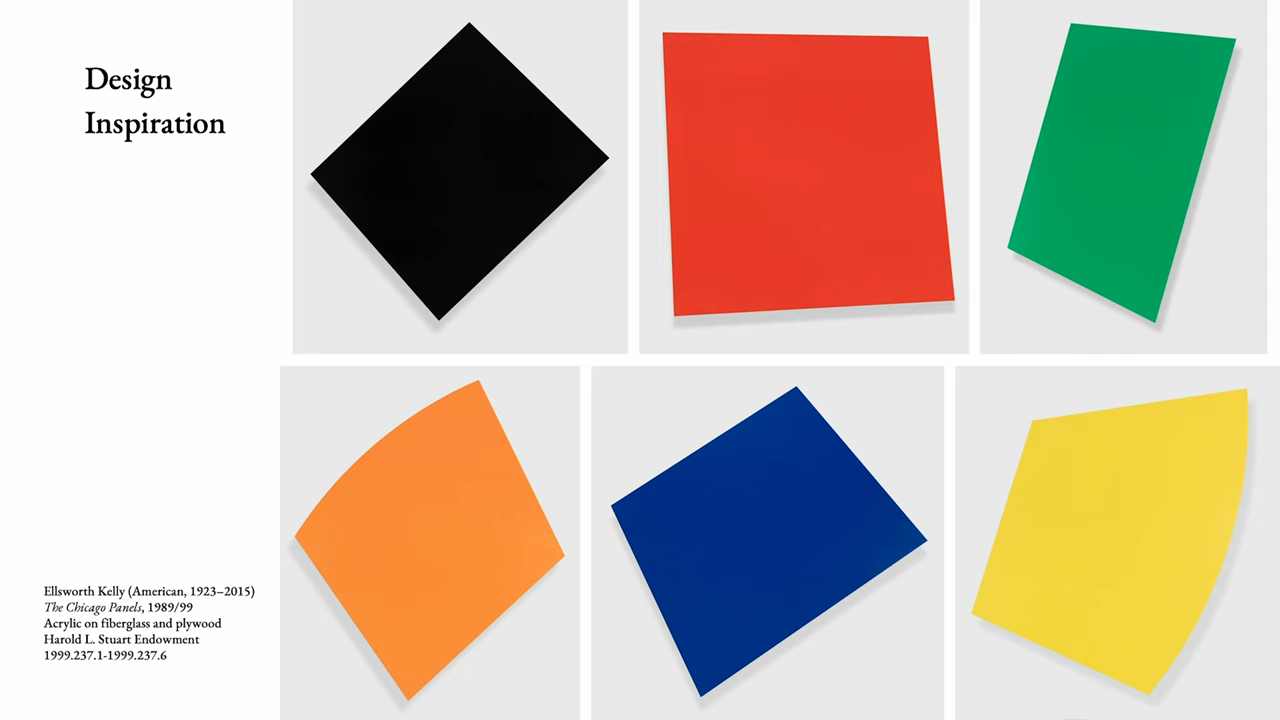 Design
Inspiration
Ellsworth Kelly (American, 1923–2015)
The Chicago Panels, 1989/99
Acrylic on fiberglass and plywood
Harold L. Stuart Endowment
1999.237.1-1999.237.6